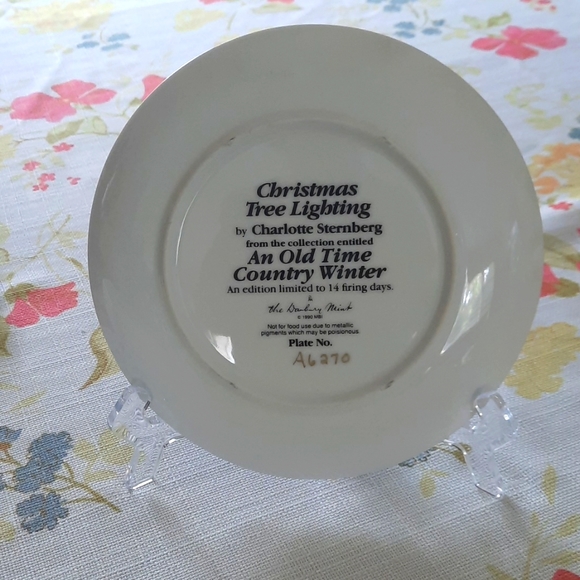 Christmas
Tree Lighting
by Charlotte Sternberg
from the collection entitled
An Old Time
Country Winter
An edition limited to 14 firing days.
&
the Danbury Mint
© 1990 MBI
Not for food use due to metallic
pigments which may be poisonous.
Plate No.
A6270